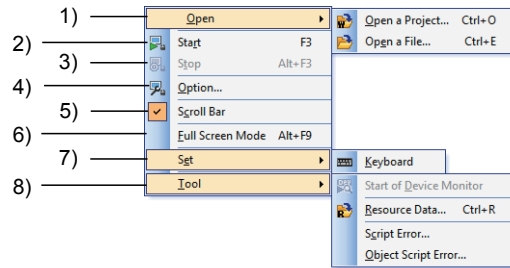 1) Open
Open a Project... Ctrl+O
Open a File... Ctrl+E
2) Start F3
3) Stop Alt+F3
4) Option...
5) Scroll Bar
6) Full Screen Mode Alt+F9
7) Set
Keyboard
8) Tool
Start of Device Monitor
Resource Data... Ctrl+R
Script Error...
Object Script Error...